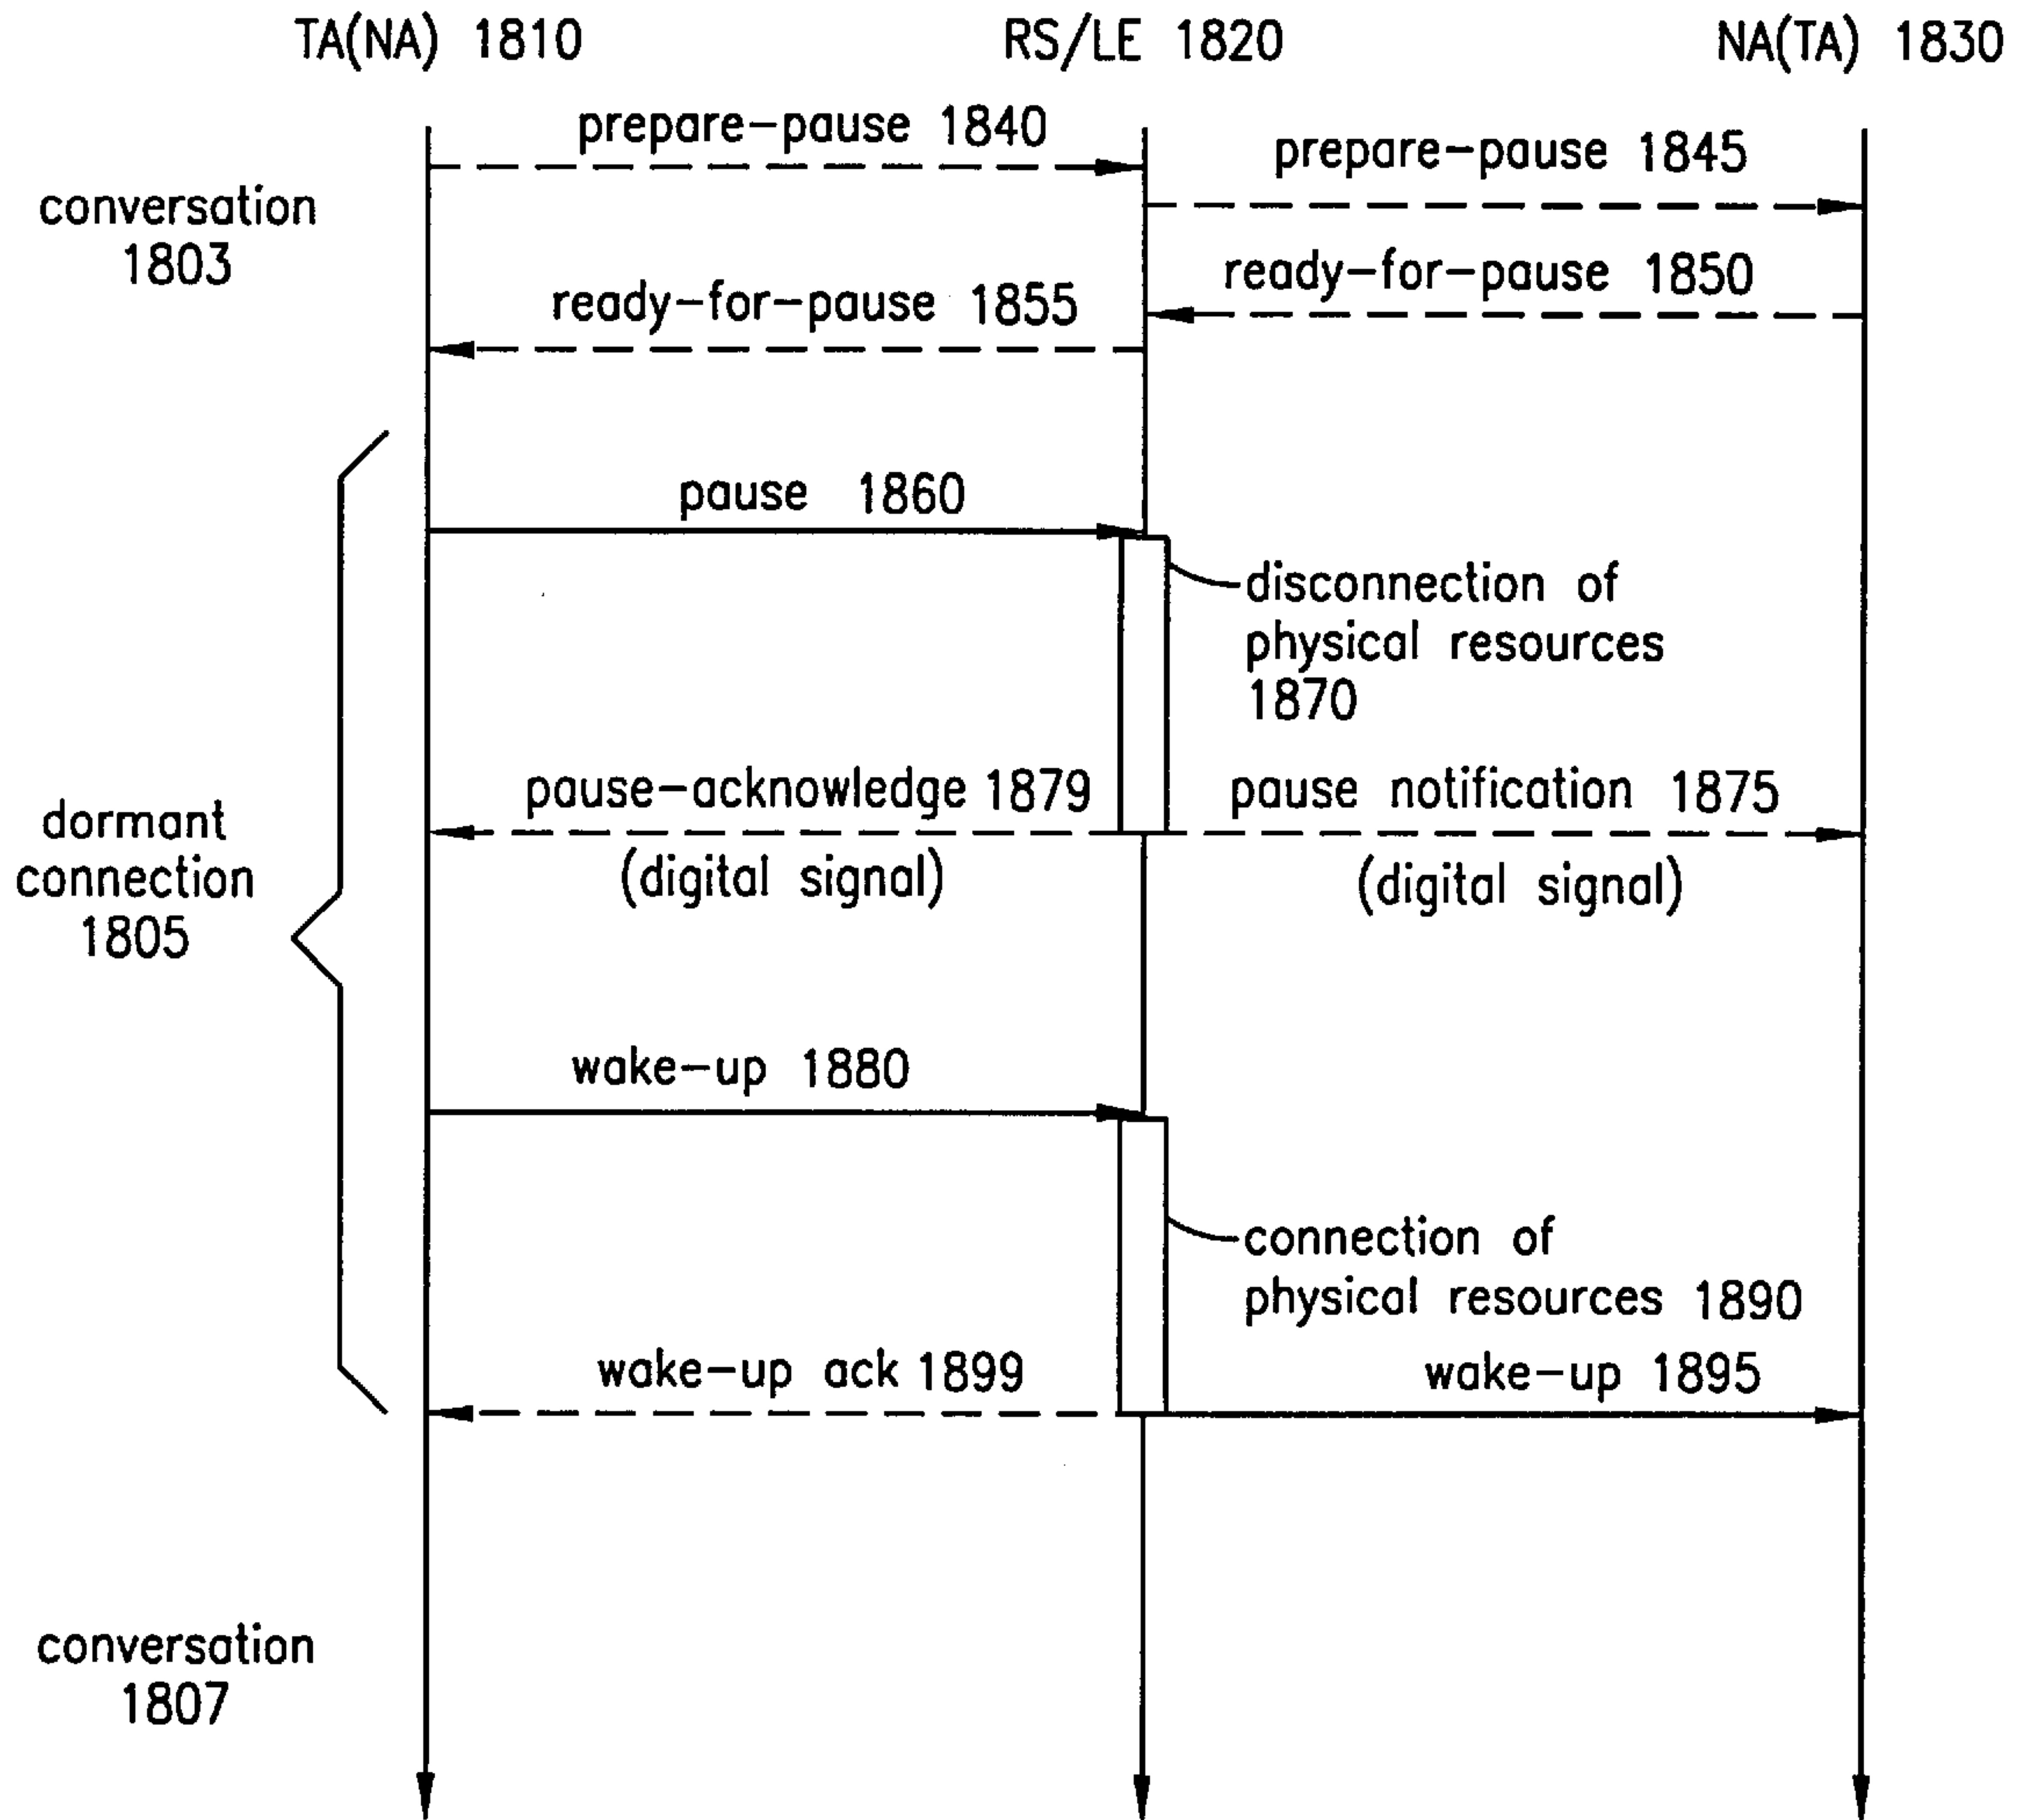 TA(NA) 1810
RS/LE 1820
NA(TA) 1830
prepare-pause 1840
prepare-pause 1845
conversation
1803
ready-for-pause 1850
ready-for-pause 1855
pause 1860
disconnection of
physical resources
1870
pause-acknowledge 1879
pause notification 1875
dormant
connection
1805
(digital signal)
(digital signal)
wake-up 1880
connection of
physical resources 1890
wake-up ack 1899
wake-up 1895
conversation
1807